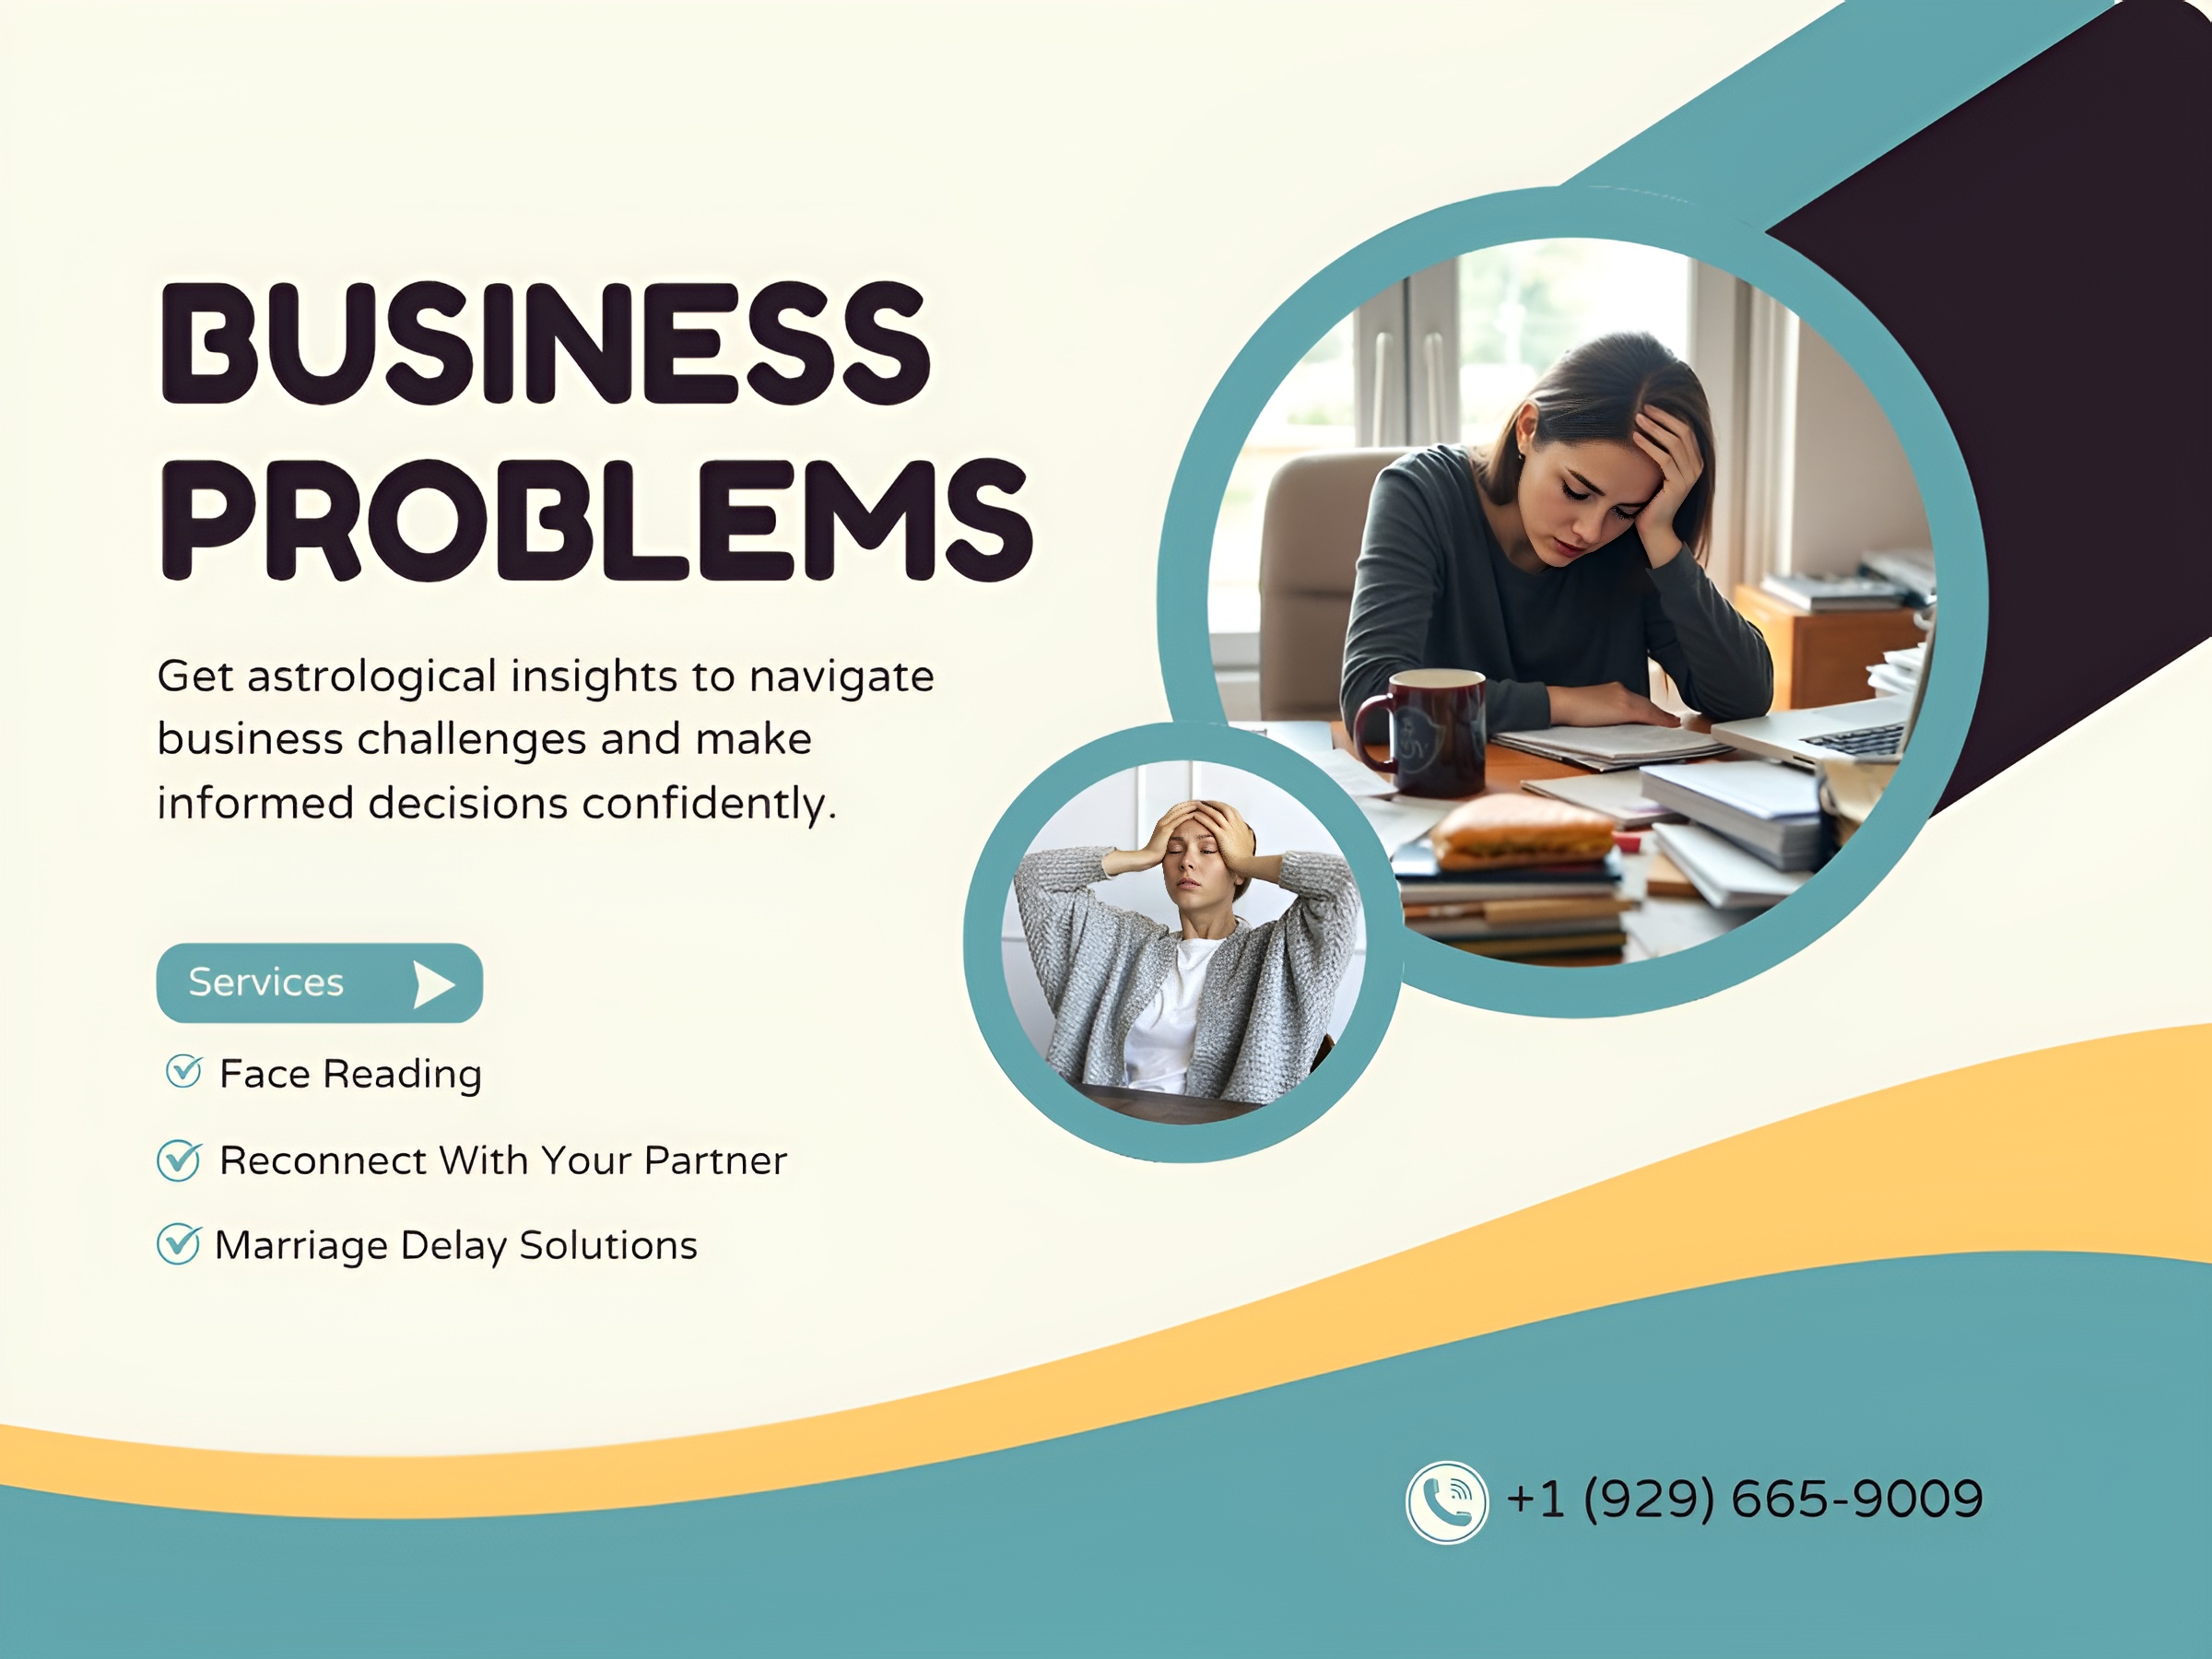 BUSINESS
PROBLEMS
Get astrological insights to navigate
business challenges and make
informed decisions confidently.
Services
Face Reading
Reconnect With Your Partner
Marriage Delay Solutions
+1 (929) 665-9009